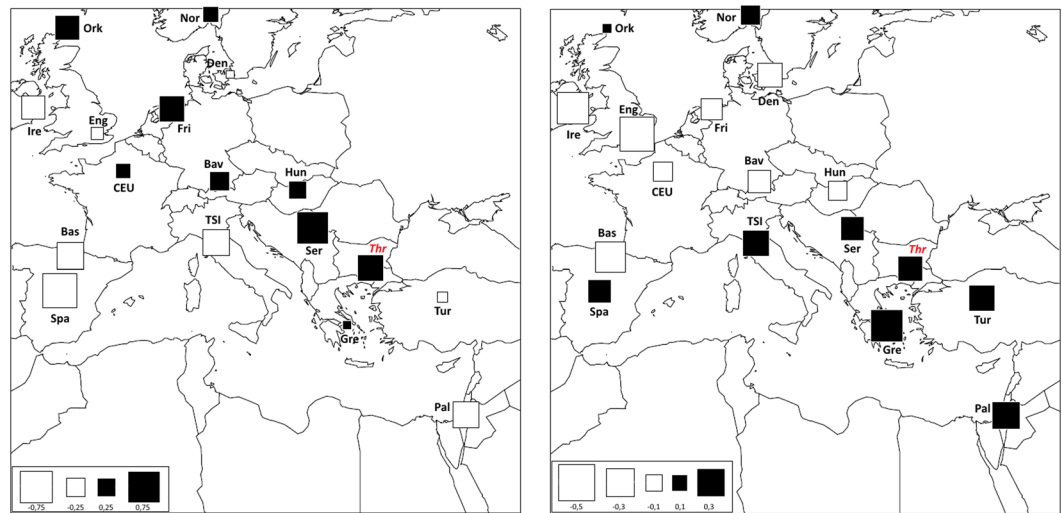 Nor
Ork
Den
Ire
Eng
Fri
CEU
Bav
Hun
TSI
Ser
Thr
Bas
Spa
Tur
Gre
Pal
-0,75 -0,25 0,25 0,75
Nor
Ork
Den
Ire
Eng
Fri
CEU
Bav
Hun
TSI
Ser
Thr
Bas
Spa
Tur
Gre
Pal
-0,5 -0,3 -0,1 0,1 0,3